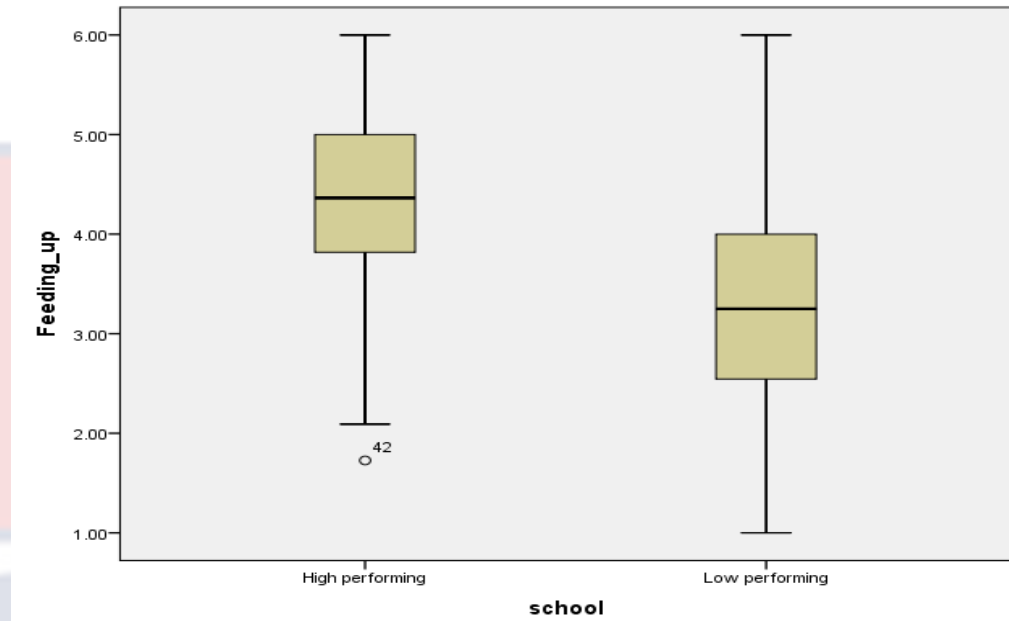 6.00
5.00
4.00
3.00
2.00
1.00
Feeding_up
42
High performing
Low performing
school